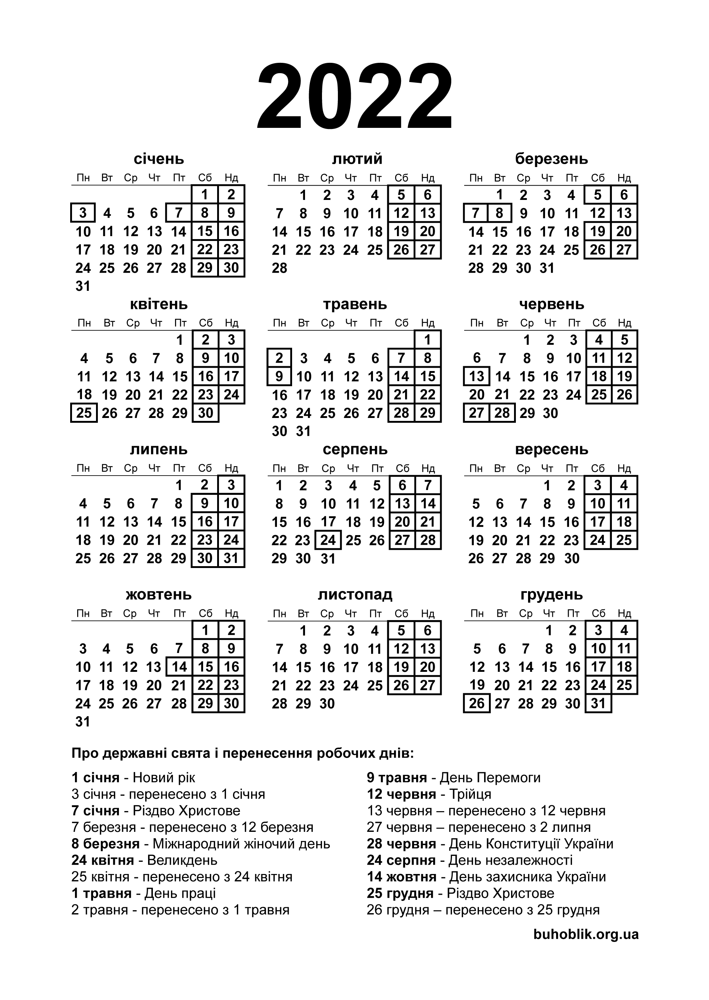 2022
січень лютий березень
Пн Вт Ср Чт Пт Сб Нд Пн Вт Ср Чт Пт Сб Нд Пн Вт Ср Чт Пт Сб Нд
1 2 1 2 3 4 5 6 1 2 3 4 5 6
3 4 5 6 7 8 9 7 8 9 10 11 12 13 7 8 9 10 11 12 13
10 11 12 13 14 15 16 14 15 16 17 18 19 20 14 15 16 17 18 19 20
17 18 19 20 21 22 23 21 22 23 24 25 26 27 21 22 23 24 25 26 27
24 25 26 27 28 29 30 28 28 29 30 31
31
квітень травень червень
Пн Вт Ср Чт Пт Сб Нд Пн Вт Ср Чт Пт Сб Нд Пн Вт Ср Чт Пт Сб Нд
1 2 3 1 1 2 3 4 5
4 5 6 7 8 9 10 2 3 4 5 6 7 8 6 7 8 9 10 11 12
11 12 13 14 15 16 17 9 10 11 12 13 14 15 13 14 15 16 17 18 19
18 19 20 21 22 23 24 16 17 18 19 20 21 22 20 21 22 23 24 25 26
25 26 27 28 29 30 23 24 25 26 27 28 29 27 28 29 30
30 31
липень серпень вересень
Пн Вт Ср Чт Пт Сб Нд Пн Вт Ср Чт Пт Сб Нд Пн Вт Ср Чт Пт Сб Нд
1 2 3 1 2 3 4 5 6 7 1 2 3 4
4 5 6 7 8 9 10 8 9 10 11 12 13 14 5 6 7 8 9 10 11
11 12 13 14 15 16 17 15 16 17 18 19 20 21 12 13 14 15 16 17 18
18 19 20 21 22 23 24 22 23 24 25 26 27 28 19 20 21 22 23 24 25
25 26 27 28 29 30 31 29 30 31 26 27 28 29 30
жовтень листопад грудень
Пн Вт Ср Чт Пт Сб Нд Пн Вт Ср Чт Пт Сб Нд Пн Вт Ср Чт Пт Сб Нд
1 2 1 2 3 4 5 6 1 2 3 4
3 4 5 6 7 8 9 7 8 9 10 11 12 13 5 6 7 8 9 10 11
10 11 12 13 14 15 16 14 15 16 17 18 19 20 12 13 14 15 16 17 18
17 18 19 20 21 22 23 21 22 23 24 25 26 27 19 20 21 22 23 24 25
24 25 26 27 28 29 30 28 29 30 26 27 28 29 30 31
31
Про державні свята і перенесення робочих днів:
1 січня - Новий рік
3 січня - перенесено з 1 січня
7 січня - Різдво Христове
7 березня - перенесено з 12 березня
8 березня - Міжнародний жіночий день
24 квітня - Великдень
25 квітня - перенесено з 24 квітня
1 травня - День праці
2 травня - перенесено з 1 травня
9 травня - День Перемоги
12 червня - Трійця
13 червня – перенесено з 12 червня
27 червня – перенесено з 2 липня
28 червня - День Конституції України
24 серпня - День незалежності
14 жовтня - День захисника України
25 грудня - Різдво Христове
26 грудня – перенесено з 25 грудня
buhoblik.org.ua